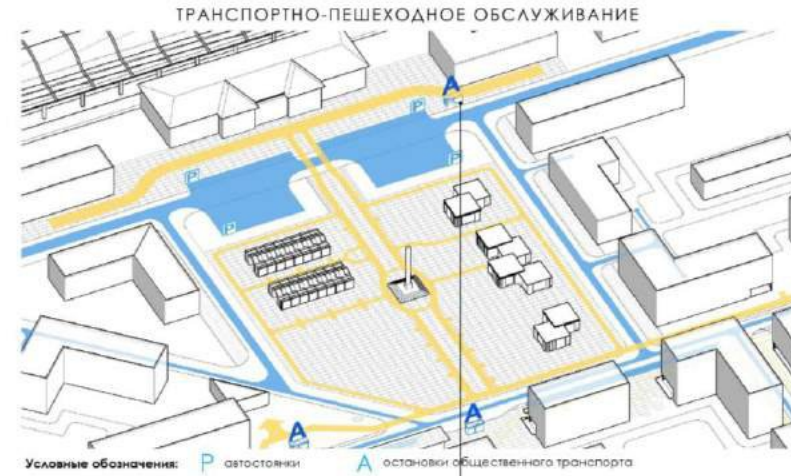 ТРАНСПОРТНО-ПЕШЕХОДНОЕ ОБСЛУЖИВАНИЕ
А
Р
Р
Р
Р
А
А
Условные обозначения: Р автостоянки А остановки общественного транспорта